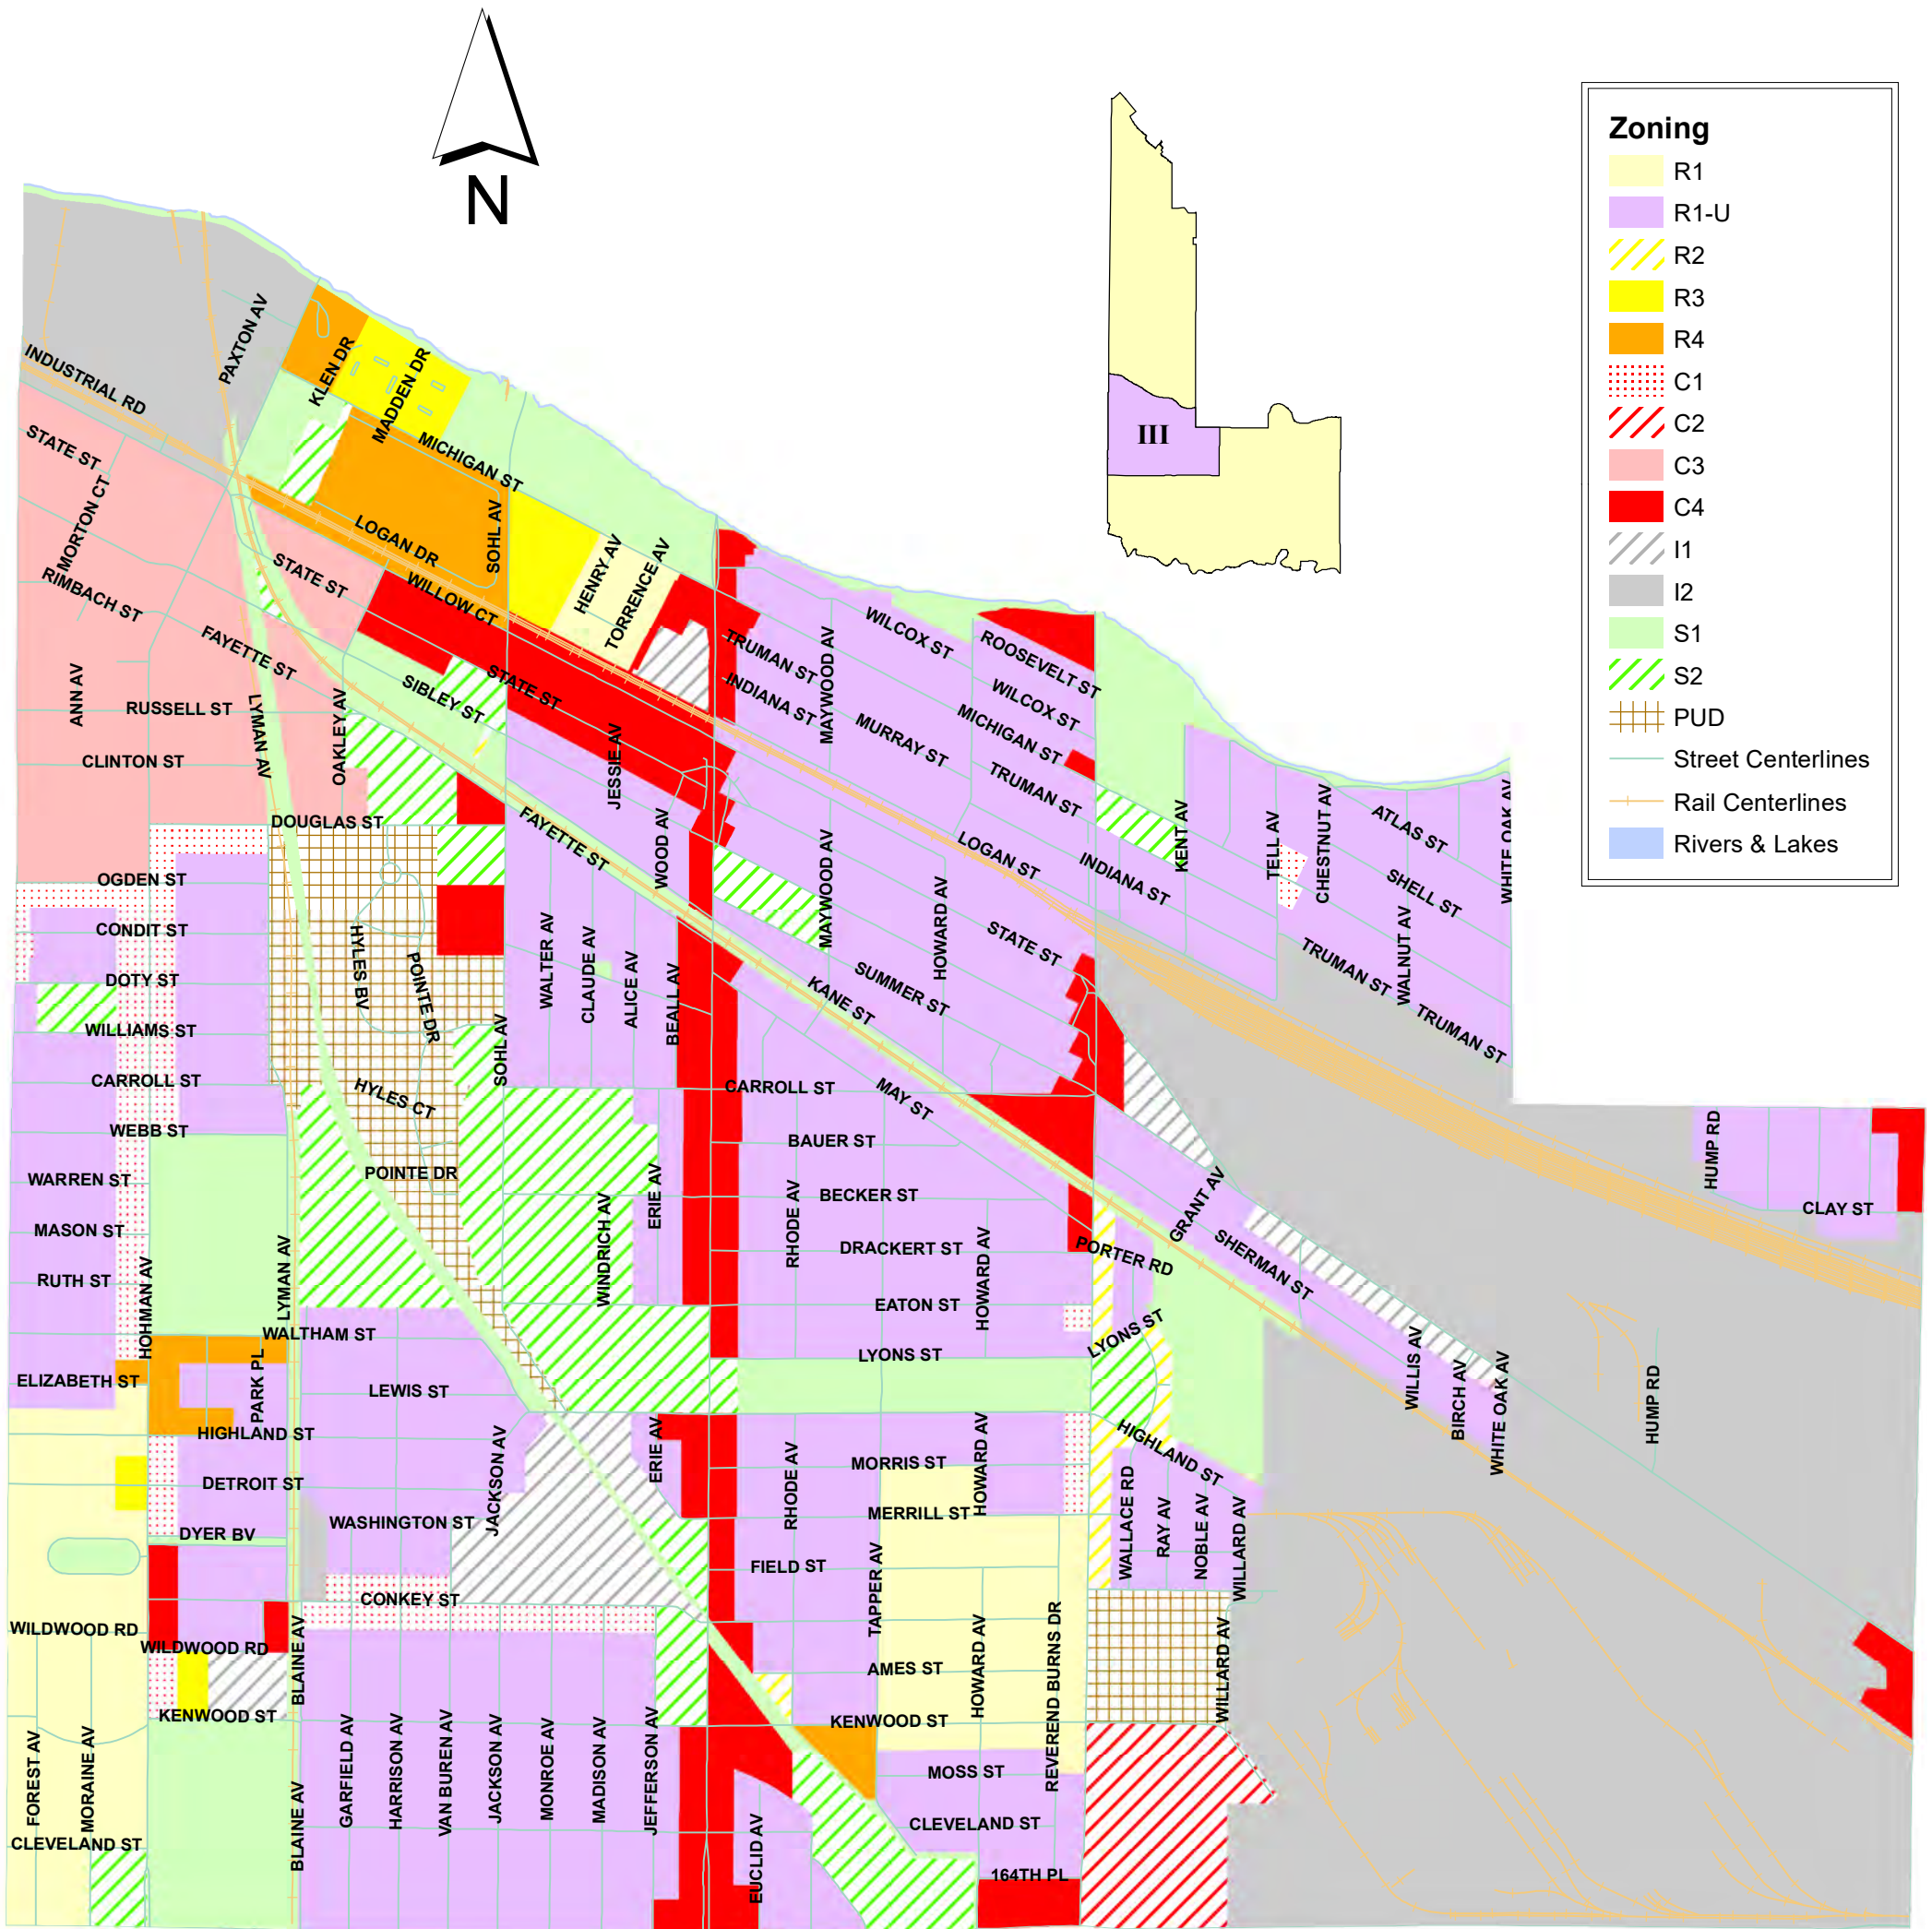 N
III
Zoning
R1
R1-U
R2
R3
R4
C1
C2
C3
C4
I1
I2
S1
S2
PUD
Street Centerlines
Rail Centerlines
Rivers & Lakes
PAXTON AV
KLEN DR
MADDEN DR
INDUSTRIAL RD
STATE ST
MICHIGAN ST
MORTON CT
LOGAN DR
SOHL AV
STATE ST
WILLOW CT
HENRY AV
TORRENCE AV
RIMBACH ST
FAYETTE ST
TRUMAN ST
MAYWOOD AV
WILCOX ST
ROOSEVELT ST
INDIANA ST
WILCOX ST
MICHIGAN ST
MURRAY ST
TRUMAN ST
ANN AV
RUSSELL ST
LYMAN AV
OAKLEY AV
SIBLEY ST
STATE ST
JESSIE AV
CLINTON ST
DOUGLAS ST
FAYETTE ST
WOOD AV
MAYWOOD AV
HOWARD AV
LOGAN ST
INDIANA ST
KENT AV
TELL AV
CHESTNUT AV
ATLAS ST
WHITE OAK AV
SHELL ST
WALNUT AV
TRUMAN ST
TRUMAN ST
OGDEN ST
CONDIT ST
HYLES BV
POINTE DR
WALTER AV
CLAUDE AV
ALICE AV
BEALL AV
STATE ST
SUMMER ST
KANE ST
DOTY ST
WILLIAMS ST
SOHL AV
CARROLL ST
HYLES CT
CARROLL ST
MAY ST
WEBB ST
BAUER ST
HUMP RD
WARREN ST
POINTE DR
ERIE AV
WINDRICH AV
RHODE AV
BECKER ST
GRANT AV
CLAY ST
MASON ST
DRACKERT ST
HOWARD AV
PORTER RD
SHERMAN ST
RUTH ST
HOHMAN AV
LYMAN AV
EATON ST
WALTHAM ST
LYONS ST
LYONS ST
WILLIS AV
BIRCH AV
WHITE OAK AV
HUMP RD
ELIZABETH ST
PARK PL
LEWIS ST
HIGHLAND ST
JACKSON AV
ERIE AV
RHODE AV
MORRIS ST
HOWARD AV
HIGHLAND ST
DETROIT ST
WASHINGTON ST
MERRILL ST
WALLACE RD
RAY AV
NOBLE AV
WILLARD AV
DYER BV
FIELD ST
TAPPER AV
CONKEY ST
WILDWOOD RD
WILDWOOD RD
BLAINE AV
AMES ST
HOWARD AV
REVEREND BURNS DR
WILLARD AV
KENWOOD ST
KENWOOD ST
FOREST AV
MORAINE AV
GARFIELD AV
HARRISON AV
VAN BUREN AV
JACKSON AV
MONROE AV
MADISON AV
JEFFERSON AV
MOSS ST
CLEVELAND ST
BLAINE AV
EUCLID AV
CLEVELAND ST
164TH PL